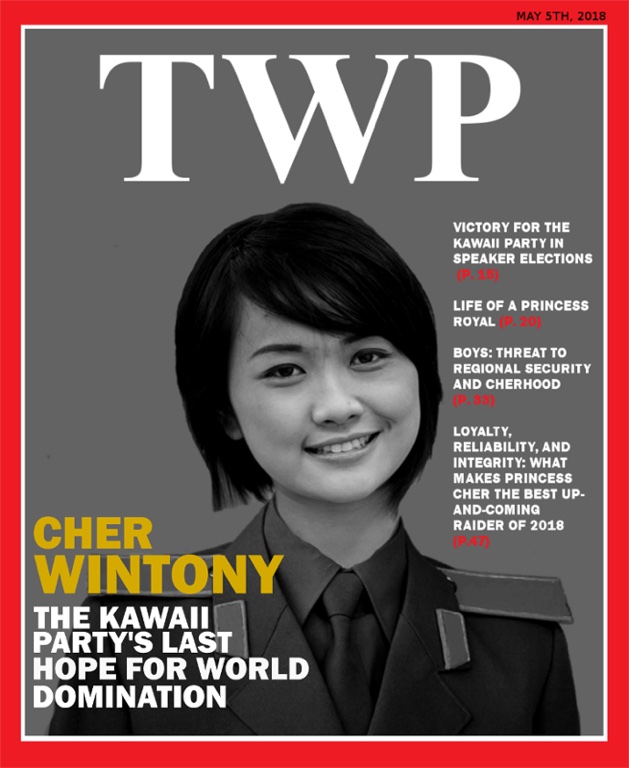 MAY 5TH, 2018
TWP
VICTORY FOR THE
KAWAII PARTY IN
SPEAKER ELECTIONS
(P. 15)
LIFE OF A PRINCESS
ROYAL (P. 20)
BOYS: THREAT TO
REGIONAL SECURITY
AND CHERHOOD
(P. 35)
LOYALTY,
RELIABILITY, AND
INTEGRITY: WHAT
MAKES PRINCESS
CHER THE BEST UP-
AND-COMING
RAIDER OF 2018
(P.47)
CHER
WINTONY
THE KAWAII
PARTY'S LAST
HOPE FOR WORLD
DOMINATION